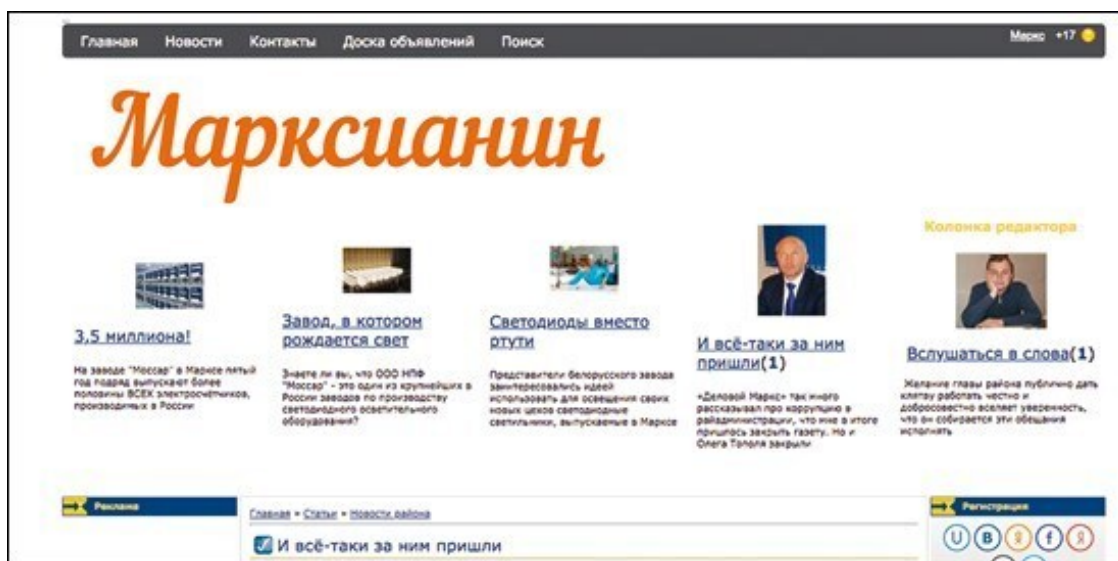 Главная Новости Контакты Доска объявлений Поиск
Маркс +17
Марксианин
3,5 миллиона!
На заводе "Моссар" в Марксе пятый
год подряд выпускают более
половины ВСЕХ электросчётчиков,
производимых в России
Завод, в котором
рождается свет
Знаете ли вы, что ООО НПФ
"Моссар" - это один из крупнейших в
России заводов по производству
светодиодного осветительного
оборудования?
Светодиоды вместо
ртути
Представители белорусского завода
заинтересовались идеей
использовать для освещения своих
новых цехов светодиодные
светильники, выпускаемые в Марксе
И всё-таки за ним
пришли(1)
«Деловой Маркс» так много
рассказывал про коррупцию в
райадминистрации, что мне в итоге
пришлось закрыть газету. Но и
Олега Тополя закрыли
Колонка редактора
Вслушаться в слова(1)
Желание главы района публично дать
клятву работать честно и
добросовестно вселяет уверенность,
что он собирается эти обещания
исполнять
Реклама
Главная » Статьи » Новости района
И всё-таки за ним пришли
Регистрация
U В f Я